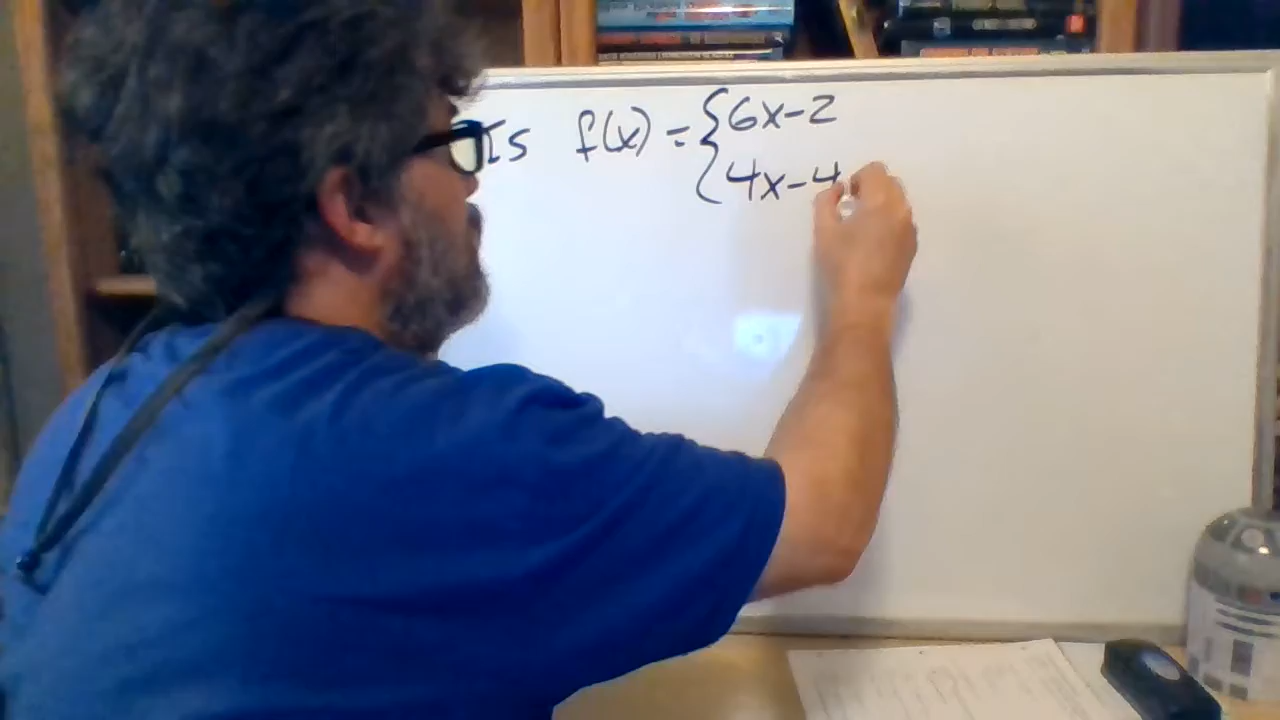 Is f(x) = { 6x-2
4x-4